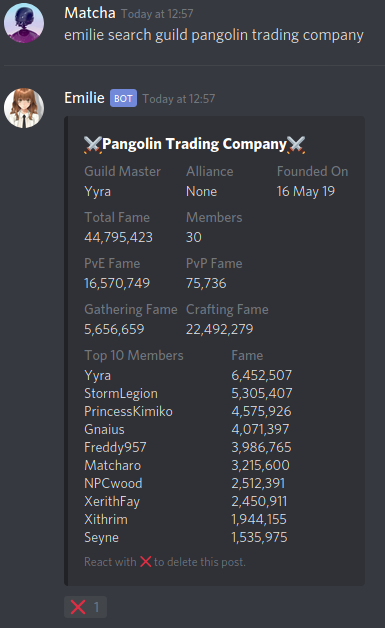 Matcha Today at 12:57
emilie search guild pangolin trading company
Emilie BOT Today at 12:57
⚔Pangolin Trading Company⚔
Guild Master Alliance Founded On
Yyra None 16 May 19
Total Fame Members
44,795,423 30
PvE Fame PvP Fame
16,570,749 75,736
Gathering Fame Crafting Fame
5,656,659 22,492,279
Top 10 Members Fame
Yyra 6,452,507
StormLegion 5,305,407
PrincessKimiko 4,575,926
Gnaius 4,071,397
Freddy957 3,986,765
Matcharo 3,215,600
NPCwood 2,512,391
XerithFay 2,450,911
Xithrim 1,944,155
Seyne 1,535,975
React with ❌ to delete this post.
❌ 1